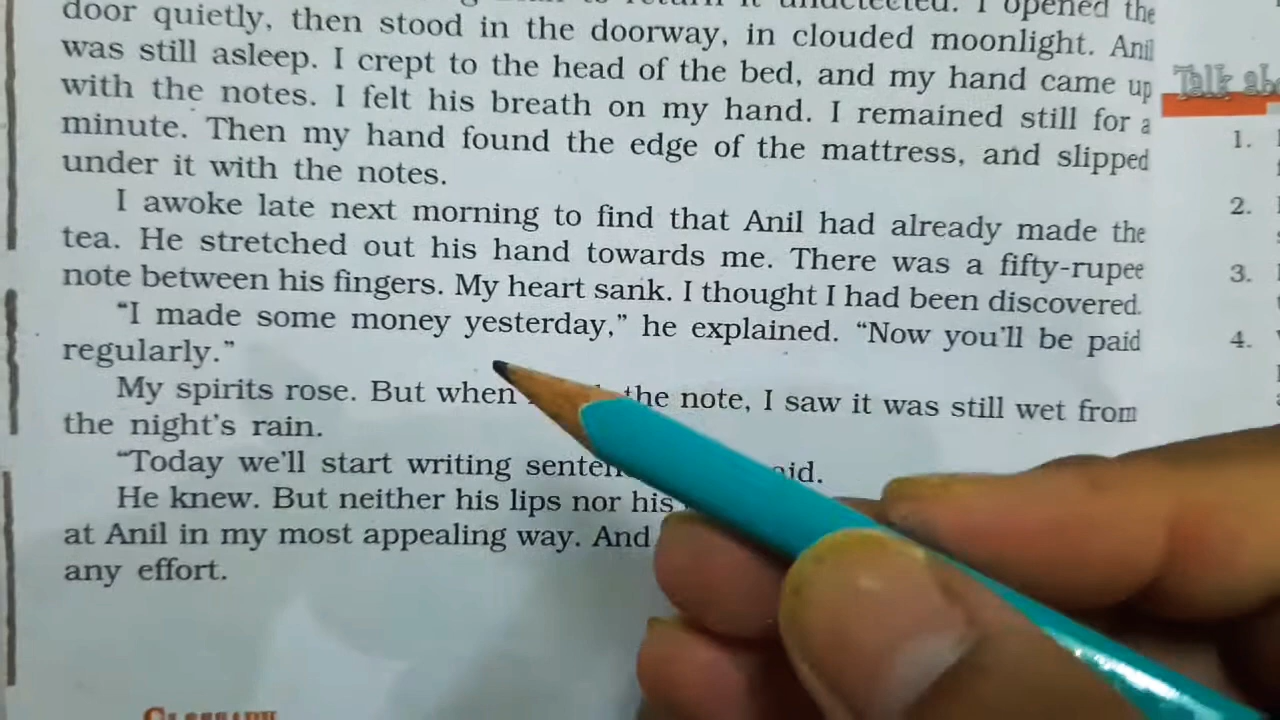 to return it undetected. I opened the
door quietly, then stood in the doorway, in clouded moonlight. Anil
was still asleep. I crept to the head of the bed, and my hand came up
with the notes. I felt his breath on my hand. I remained still for a
minute. Then my hand found the edge of the mattress, and slipped
under it with the notes.
I awoke late next morning to find that Anil had already made the
tea. He stretched out his hand towards me. There was a fifty-rupee
note between his fingers. My heart sank. I thought I had been discovered.
“I made some money yesterday,” he explained. “Now you’ll be paid
regularly.”
My spirits rose. But when the note, I saw it was still wet from
the night’s rain.
“Today we’ll start writing
He knew. But neither his lips nor his
at Anil in my most appealing way. And
any effort.
GLOSSARY
Talk
1.
2.
3.
4.